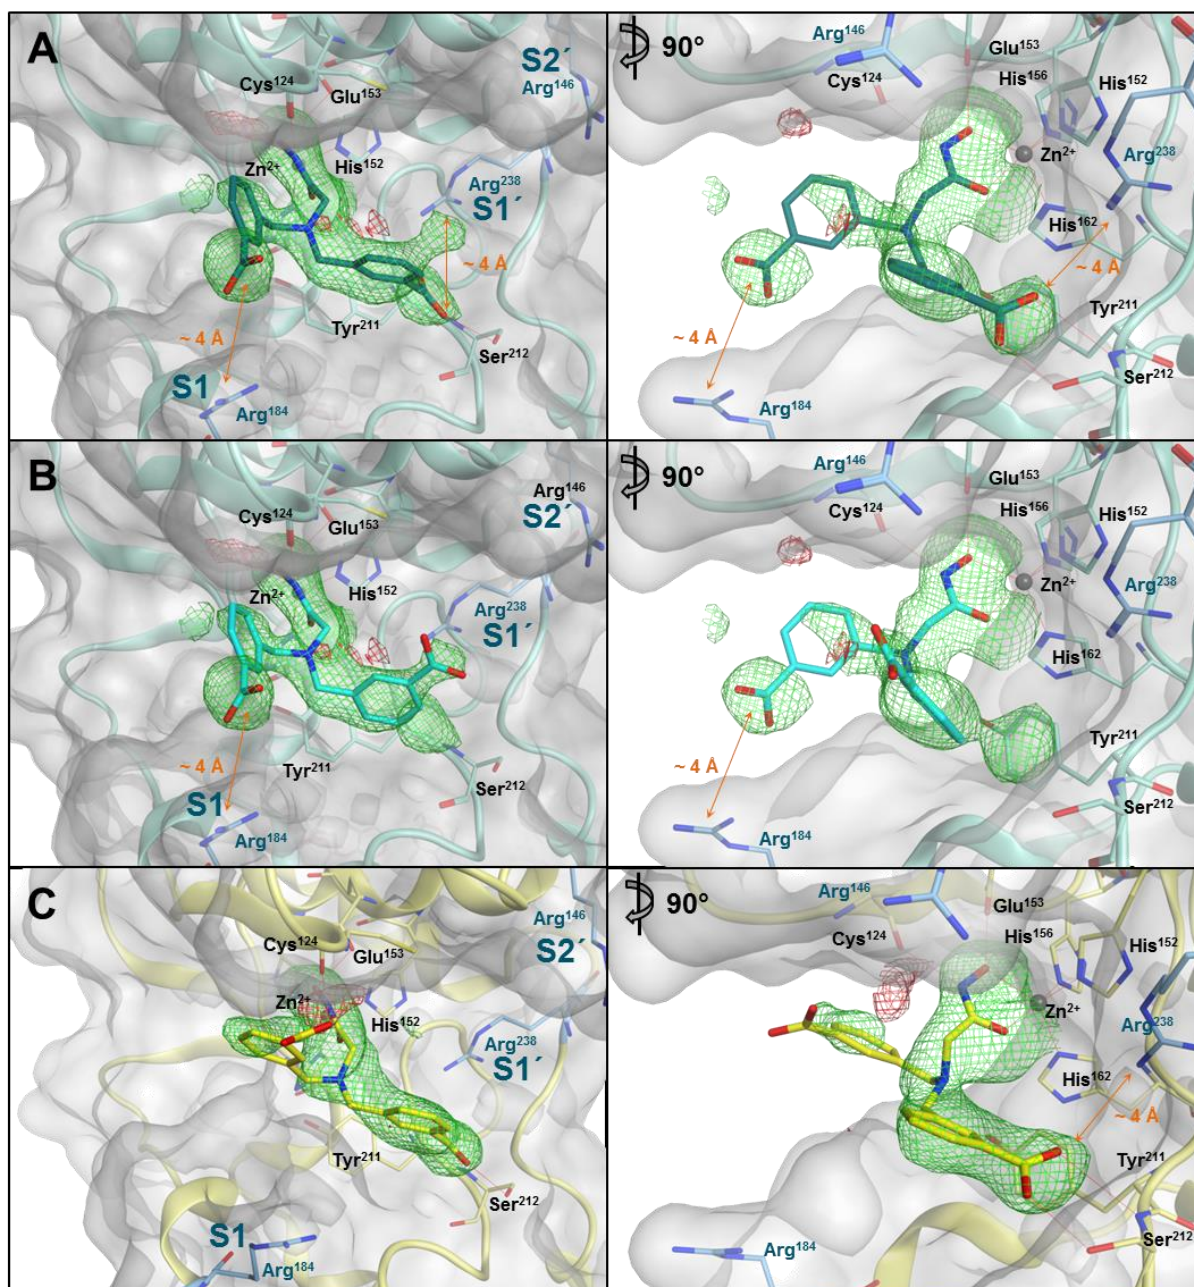 A
Cys¹²⁴
Glu¹⁵³
S2´
Arg¹⁴⁶
Zn²⁺
His¹⁵²
Arg²³⁸
S1´
~ 4 Å
~ 4 Å
Tyr²¹¹
Ser²¹²
S1
Arg¹⁸⁴
90°
Arg¹⁴⁶
Cys¹²⁴
Glu¹⁵³
His¹⁵⁶
His¹⁵²
Zn²⁺
Arg²³⁸
His¹⁶²
~ 4 Å
~ 4 Å
Tyr²¹¹
Ser²¹²
Arg¹⁸⁴
B
Cys¹²⁴
Glu¹⁵³
Arg¹⁴⁶
S2´
Zn²⁺
His¹⁵²
Arg²³⁸
S1´
~ 4 Å
Tyr²¹¹
Ser²¹²
S1
Arg¹⁸⁴
90°
Arg¹⁴⁶
Cys¹²⁴
Glu¹⁵³
His¹⁵⁶
His¹⁵²
Zn²⁺
Arg²³⁸
His¹⁶²
~ 4 Å
Tyr²¹¹
Ser²¹²
Arg¹⁸⁴
C
Cys¹²⁴
Glu¹⁵³
Arg¹⁴⁶
S2´
Zn²⁺
His¹⁵²
Arg²³⁸
S1´
Tyr²¹¹
Ser²¹²
S1
Arg¹⁸⁴
90°
Arg¹⁴⁶
Cys¹²⁴
Glu¹⁵³
His¹⁵⁶
His¹⁵²
Zn²⁺
Arg²³⁸
His¹⁶²
~ 4 Å
Tyr²¹¹
Ser²¹²
Arg¹⁸⁴